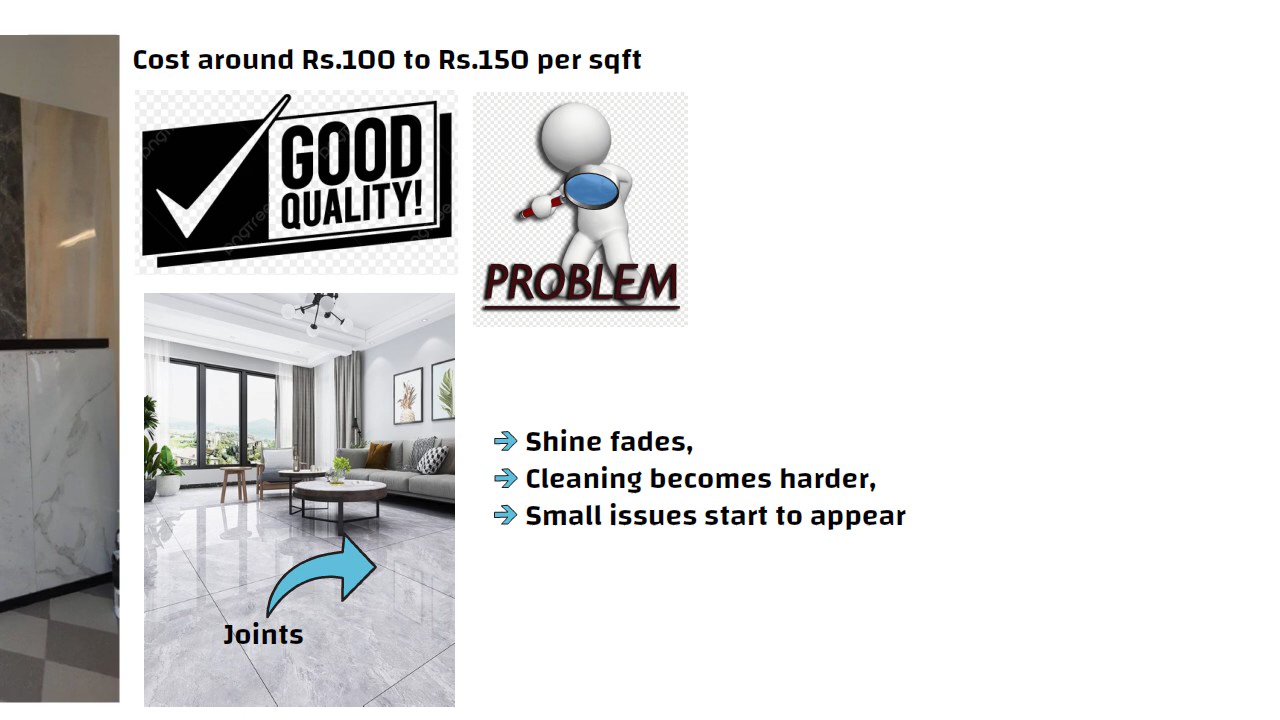 Cost around Rs.100 to Rs.150 per sqft
GOOD
QUALITY!
PROBLEM
Shine fades,
Cleaning becomes harder,
Small issues start to appear
Joints